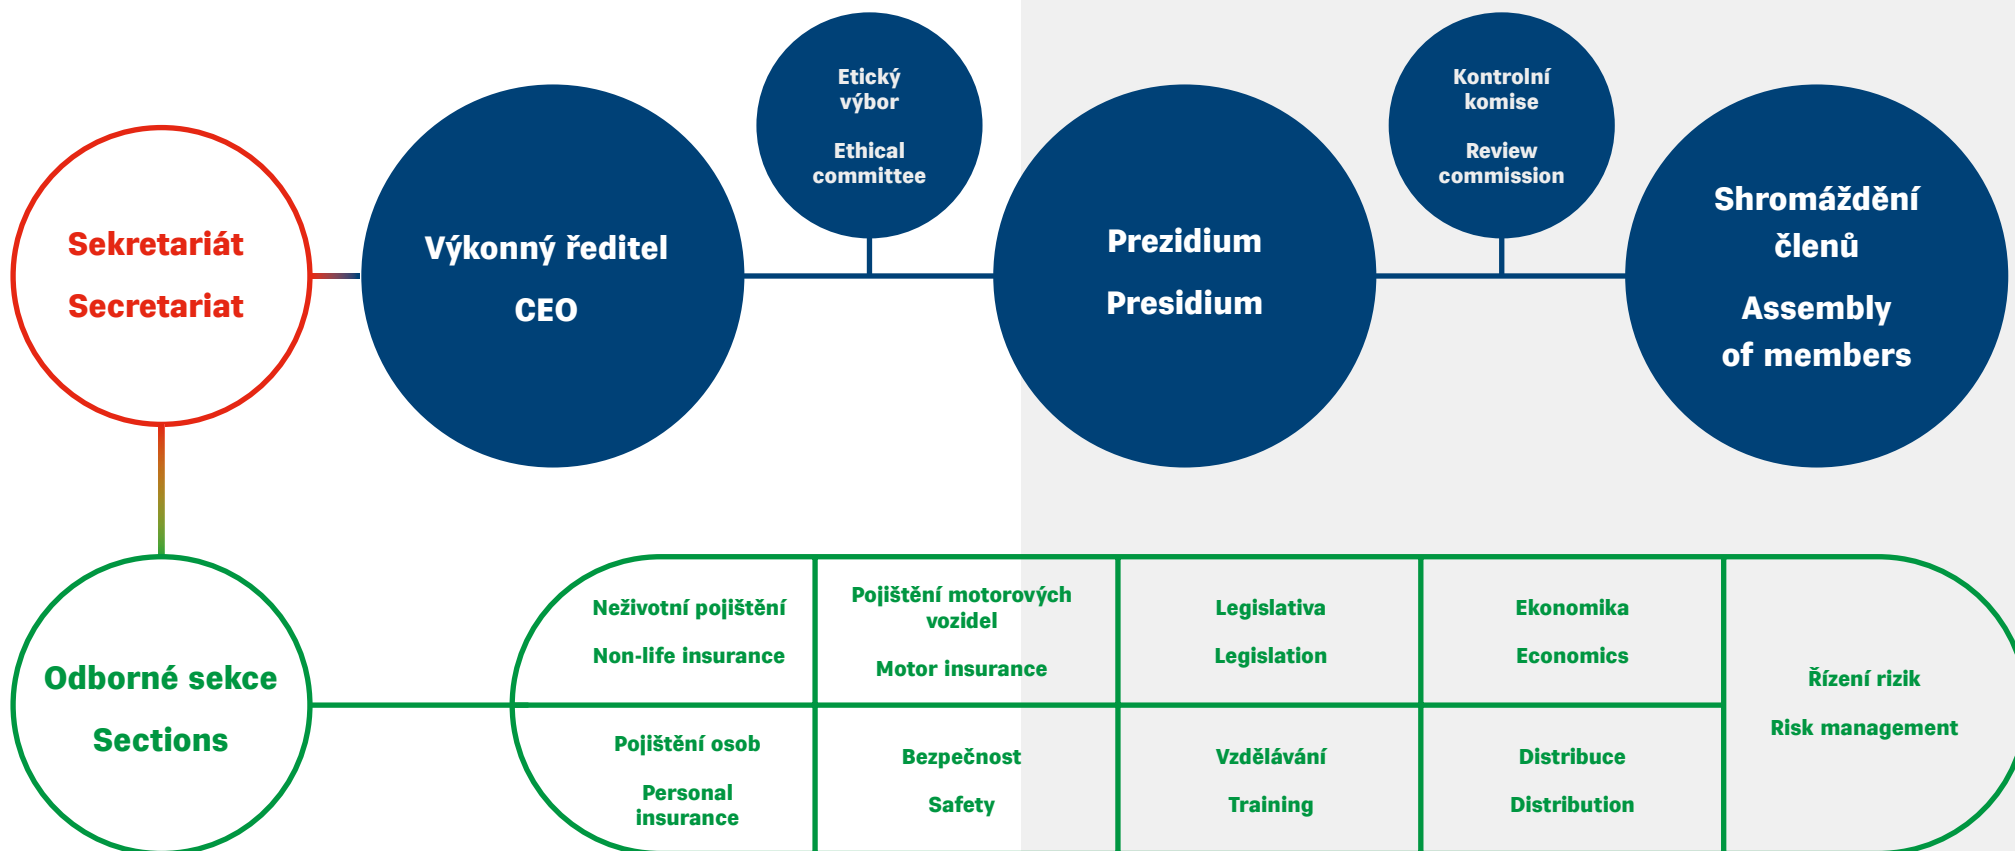 Etický
výbor
Ethical
committee
Kontrolní
komise
Review
commission
Sekretariát
Secretariat
Výkonný ředitel
CEO
Prezidium
Presidium
Shromáždění
členů
Assembly
of members
Odborné sekce
Sections
Neživotní pojištění
Non-life insurance
Pojištění motorových
vozidel
Motor insurance
Legislativa
Legislation
Ekonomika
Economics
Řízení rizik
Risk management
Pojištění osob
Personal
insurance
Bezpečnost
Safety
Vzdělávání
Training
Distribuce
Distribution